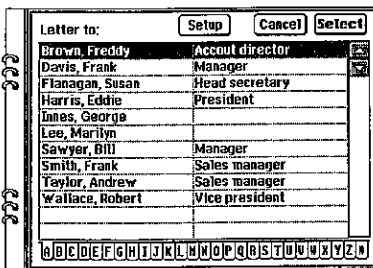 Letter to: Setup Cancel Select
Brown, Freddy Accout director
Davis, Frank Manager
Flanagan, Susan Head secretary
Harris, Eddie President
Innes, George
Lee, Marilyn
Sawyer, Bill Manager
Smith, Frank Sales manager
Taylor, Andrew Sales manager
Wallace, Robert Vice president
A B C D E F G H I J K L M N O P Q R S T U V W X Y Z